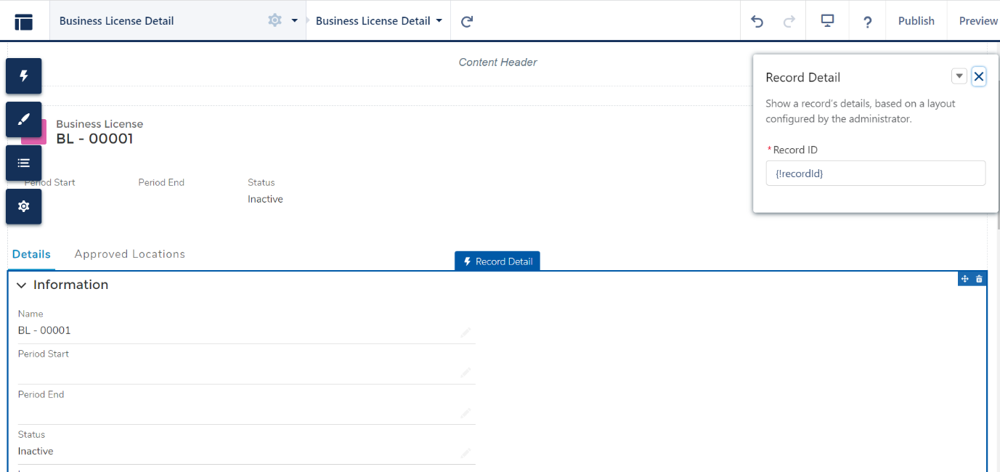 Business License Detail
Business License Detail
?
Publish
Preview
Content Header
Record Detail
Show a record's details, based on a layout
configured by the administrator.
*Record ID
{!recordId}
Business License
BL - 00001
Period Start
Period End
Status
Inactive
Details
Approved Locations
Record Detail
Information
Name
BL - 00001
Period Start
Period End
Status
Inactive